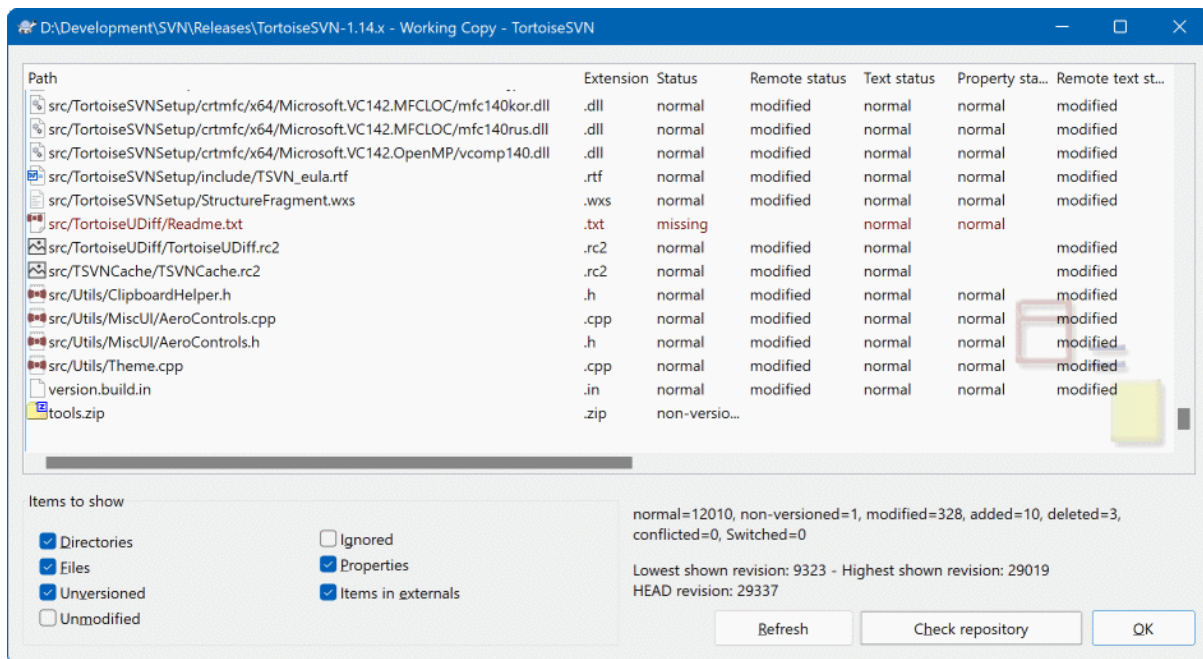 D:\Development\SVN\Releases\TortoiseSVN-1.14.x - Working Copy - TortoiseSVN
Path Extension Status Remote status Text status Property sta... Remote text st...
src/TortoiseSVNSetup/crtmfc/x64/Microsoft.VC142.MFCLOC/mfc140kor.dll .dll normal modified normal normal modified
src/TortoiseSVNSetup/crtmfc/x64/Microsoft.VC142.MFCLOC/mfc140rus.dll .dll normal modified normal normal modified
src/TortoiseSVNSetup/crtmfc/x64/Microsoft.VC142.OpenMP/vcomp140.dll .dll normal modified normal normal modified
src/TortoiseSVNSetup/include/TSVN_eula.rtf .rtf normal modified normal normal modified
src/TortoiseSVNSetup/StructureFragment.wxs .wxs normal modified normal normal modified
src/TortoiseUDiff/Readme.txt .txt missing normal normal
src/TortoiseUDiff/TortoiseUDiff.rc2 .rc2 normal modified normal modified
src/TSVNCache/TSVNCache.rc2 .rc2 normal modified normal modified
src/Utils/ClipboardHelper.h .h normal modified normal normal modified
src/Utils/MiscUI/AeroControls.cpp .cpp normal modified normal normal modified
src/Utils/MiscUI/AeroControls.h .h normal modified normal normal modified
src/Utils/Theme.cpp .cpp normal modified normal normal modified
version.build.in .in normal modified normal normal modified
tools.zip .zip non-versio...
Items to show
Directories
Files
Unversioned
Unmodified
Ignored
Properties
Items in externals
normal=12010, non-versioned=1, modified=328, added=10, deleted=3,
conflicted=0, Switched=0
Lowest shown revision: 9323 - Highest shown revision: 29019
HEAD revision: 29337
Refresh Check repository OK